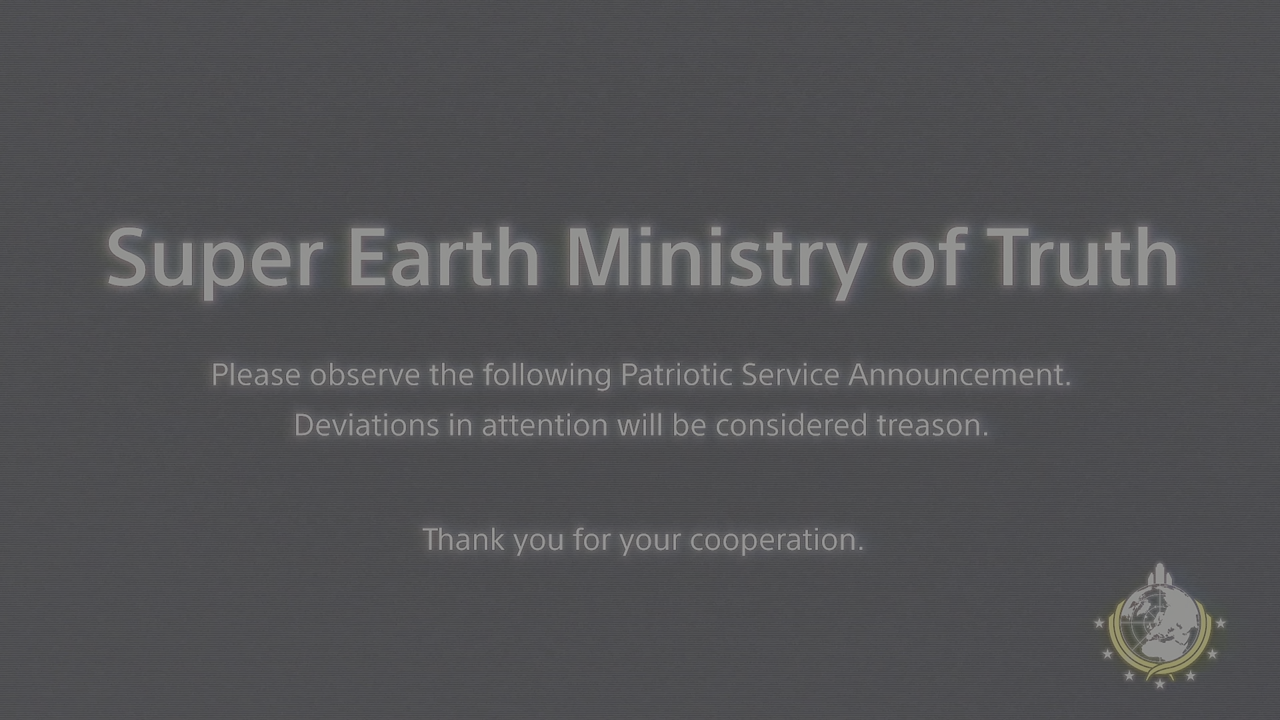 Super Earth Ministry of Truth
Please observe the following Patriotic Service Announcement.
Deviations in attention will be considered treason.
Thank you for your cooperation.